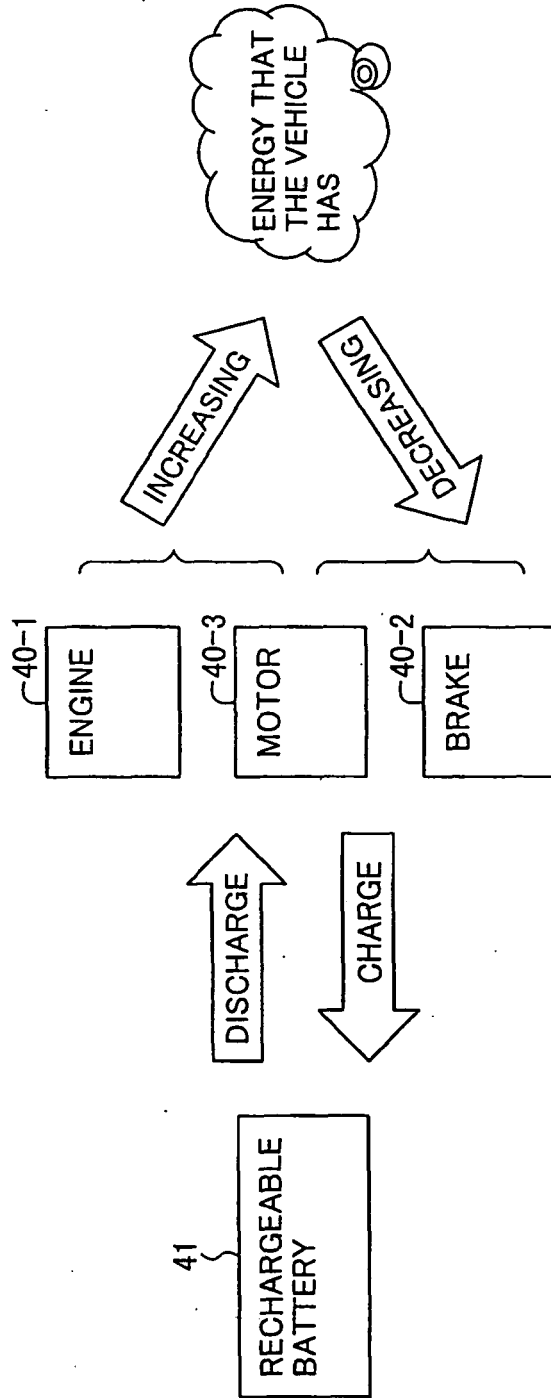 41
RECHARGEABLE
BATTERY
DISCHARGE
CHARGE
40-1
ENGINE
40-3
MOTOR
40-2
BRAKE
INCREASING
DECREASING
ENERGY THAT
THE VEHICLE
HAS